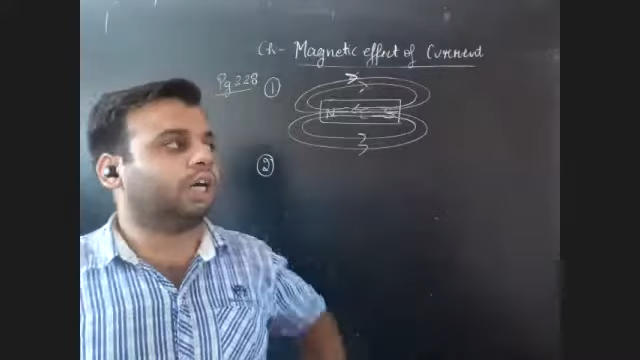 Ch- Magnetic effect of Current
Pg 228 ①
N S
②